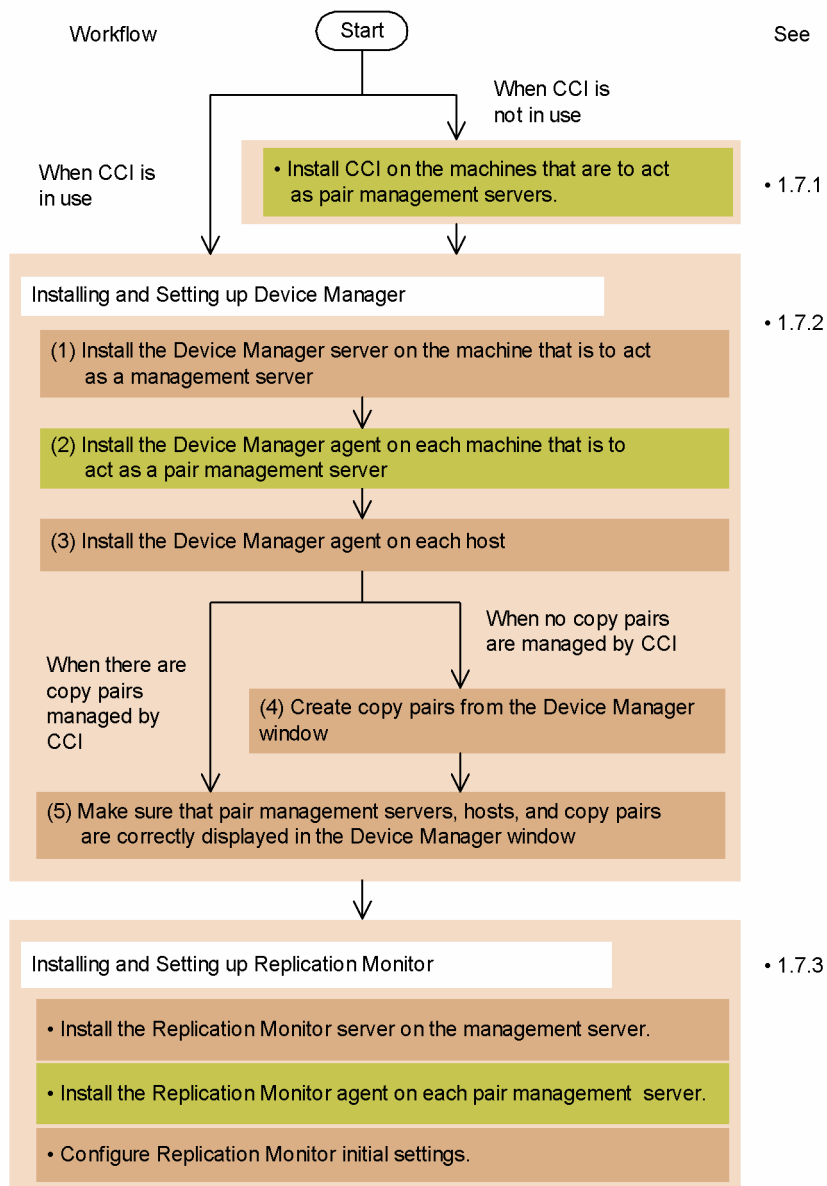 Workflow
Start
See
When CCI is
not in use
When CCI is
in use
• Install CCI on the machines that are to act
as pair management servers.
• 1.7.1
Installing and Setting up Device Manager
• 1.7.2
(1) Install the Device Manager server on the machine that is to act
as a management server
(2) Install the Device Manager agent on each machine that is to
act as a pair management server
(3) Install the Device Manager agent on each host
When no copy pairs
are managed by CCI
When there are
copy pairs
managed by
CCI
(4) Create copy pairs from the Device Manager
window
(5) Make sure that pair management servers, hosts, and copy pairs
are correctly displayed in the Device Manager window
Installing and Setting up Replication Monitor
• 1.7.3
• Install the Replication Monitor server on the management server.
• Install the Replication Monitor agent on each pair management server.
• Configure Replication Monitor initial settings.